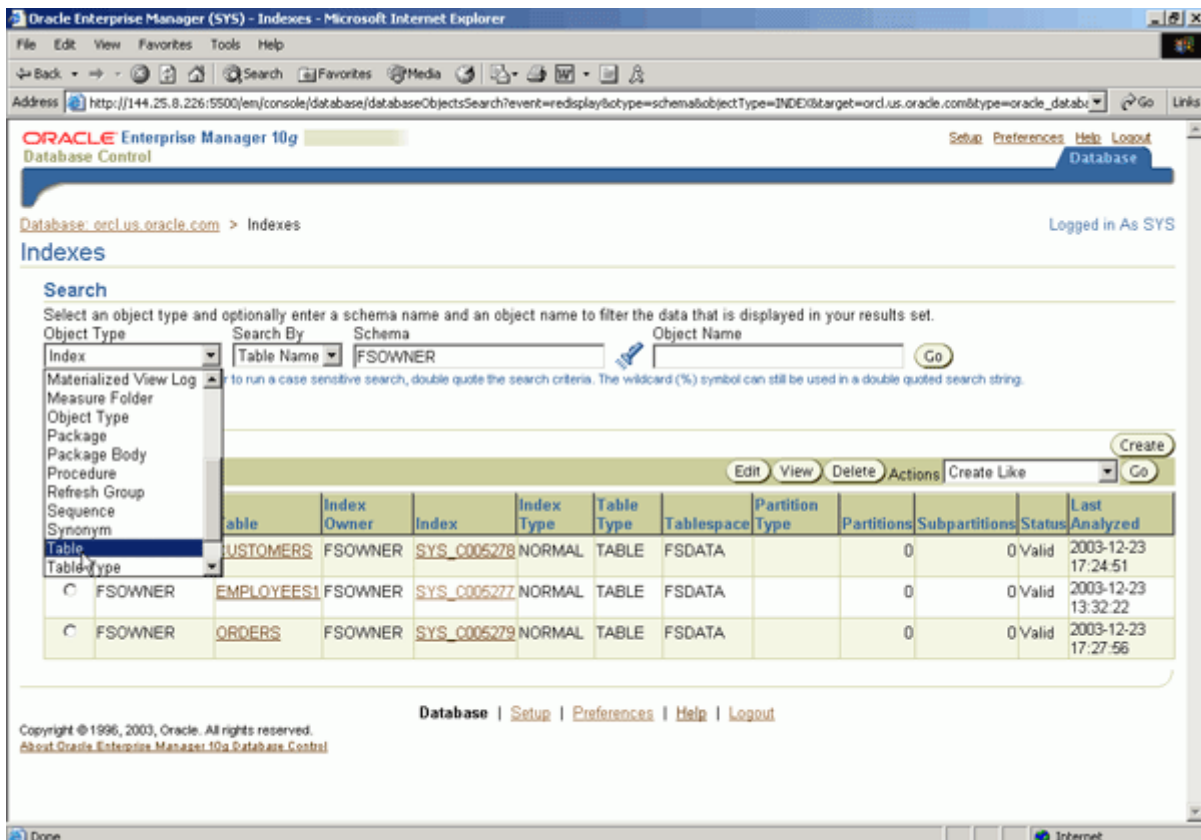 Oracle Enterprise Manager (SYS) - Indexes - Microsoft Internet Explorer
File Edit View Favorites Tools Help
Back Search Favorites Media
Address http://144.25.8.226:5500/em/console/database/databaseObjectsSearch?event=redisplay&otype=schema&objectType=INDEX&target=orcl.us.oracle.com&type=oracle_databa Go Links
ORACLE Enterprise Manager 10g
Database Control
Setup Preferences Help Logout
Database
Database: orcl.us.oracle.com > Indexes
Logged in As SYS
Indexes
Search
Select an object type and optionally enter a schema name and an object name to filter the data that is displayed in your results set.
Object Type Search By Schema Object Name
Index Table Name FSOWNER Go
Materialized View Log r to run a case sensitive search, double quote the search criteria. The wildcard (%) symbol can still be used in a double quoted search string.
Measure Folder
Object Type
Package
Package Body
Procedure
Refresh Group
Sequence
Synonym
Table
Table Type
Create
Edit View Delete Actions Create Like Go
able Index Owner Index Index Type Table Type Tablespace Partition Type Partitions Subpartitions Status Last Analyzed
CUSTOMERS FSOWNER SYS_C005278 NORMAL TABLE FSDATA 0 0 Valid 2003-12-23 17:24:51
FSOWNER EMPLOYEES1 FSOWNER SYS_C005277 NORMAL TABLE FSDATA 0 0 Valid 2003-12-23 13:32:22
FSOWNER ORDERS FSOWNER SYS_C005279 NORMAL TABLE FSDATA 0 0 Valid 2003-12-23 17:27:56
Database | Setup | Preferences | Help | Logout
Copyright © 1996, 2003, Oracle. All rights reserved.
About Oracle Enterprise Manager 10g Database Control
Done Internet